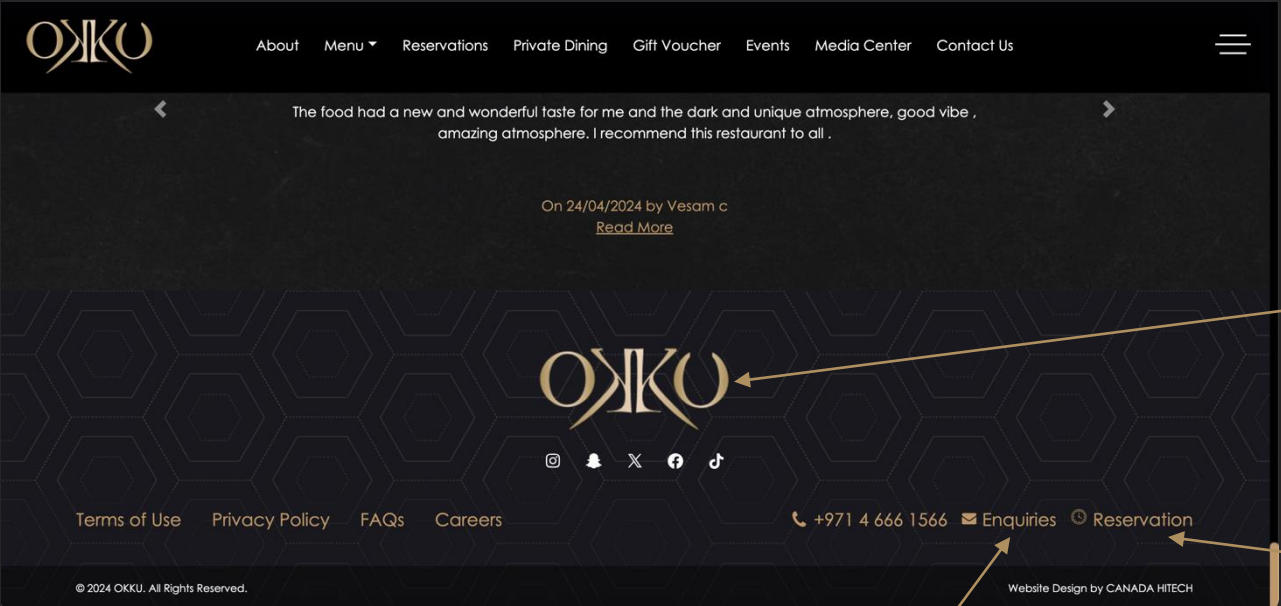 OKKU
About Menu Reservations Private Dining Gift Voucher Events Media Center Contact Us
The food had a new and wonderful taste for me and the dark and unique atmosphere, good vibe ,
amazing atmosphere. I recommend this restaurant to all .
On 24/04/2024 by Vesam c
Read More
OKKU
Terms of Use Privacy Policy FAQs Careers +971 4 666 1566 Enquiries Reservation
© 2024 OKKU. All Rights Reserved. Website Design by CANADA HITECH